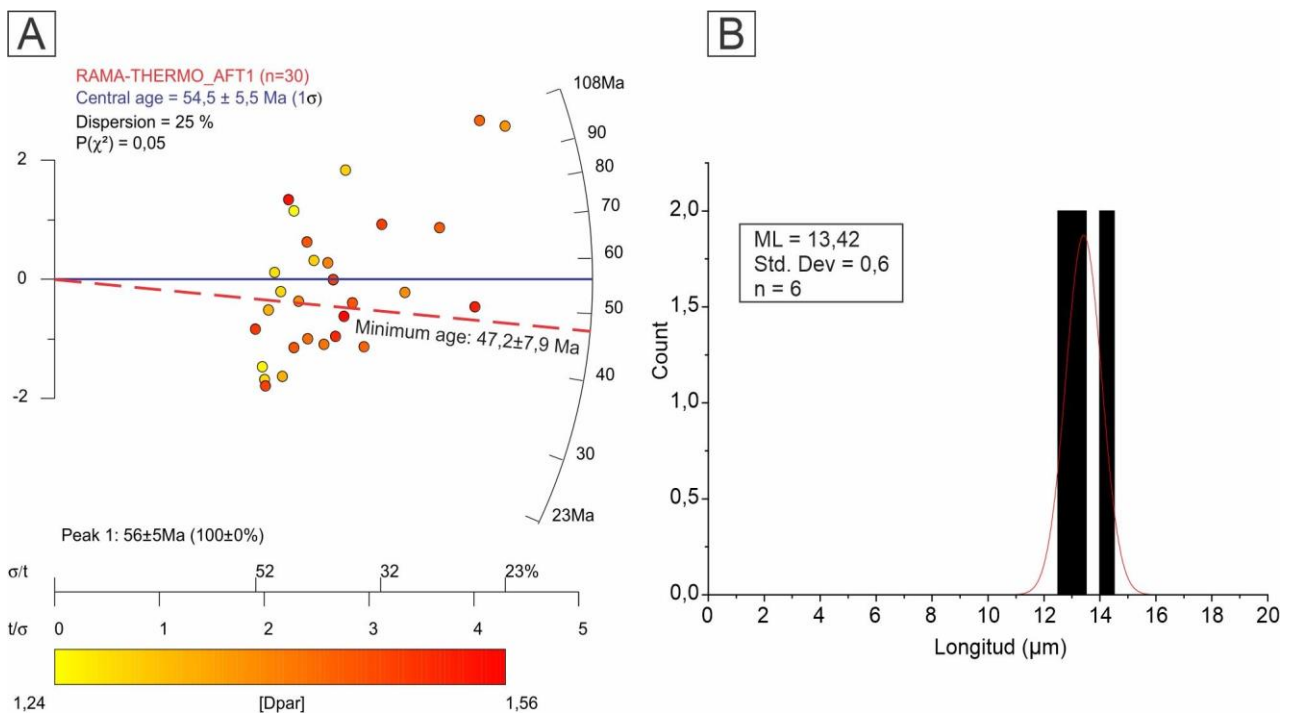 A
RAMA-THERMO_AFT1 (n=30)
Central age = 54,5 ± 5,5 Ma (1σ)
Dispersion = 25 %
P(χ²) = 0,05
2
0
-2
108Ma
90
80
70
60
50
40
30
23Ma
Minimum age: 47,2±7,9 Ma
Peak 1: 56±5Ma (100±0%)
σ/t
52
32
23%
t/σ
0
1
2
3
4
5
1,24
[Dpar]
1,56
B
2,0
1,5
1,0
0,5
0,0
Count
ML = 13,42
Std. Dev = 0,6
n = 6
0
2
4
6
8
10
12
14
16
18
20
Longitud (µm)